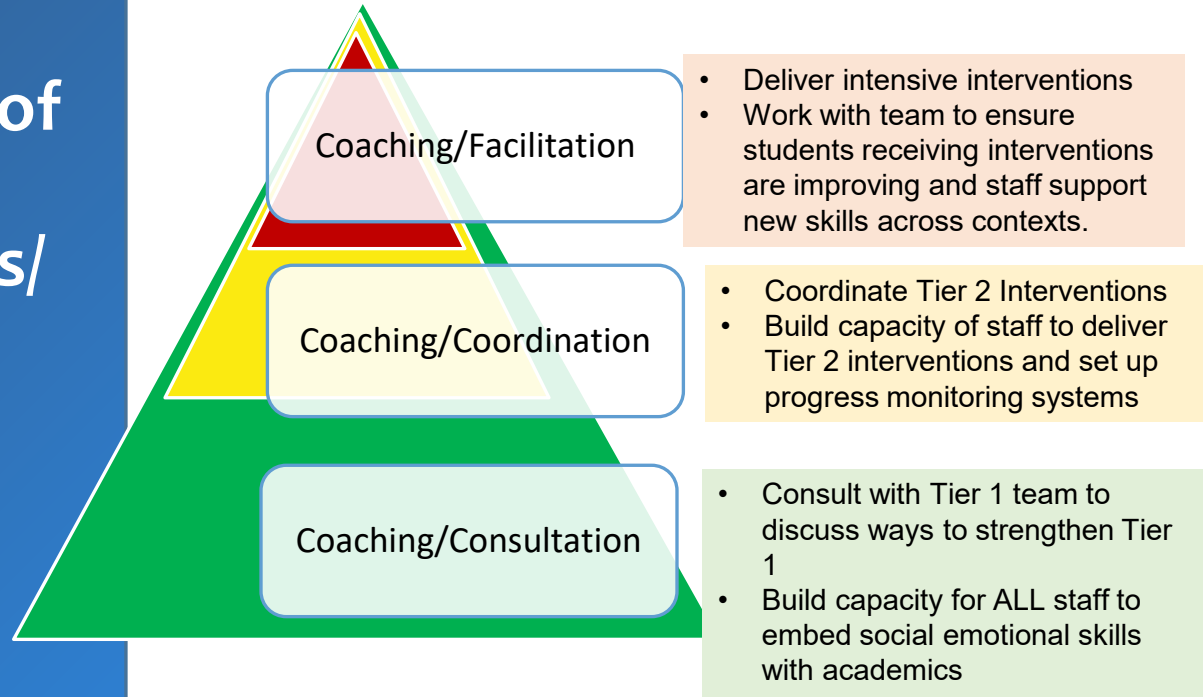 of
s/
Coaching/Facilitation
• Deliver intensive interventions
• Work with team to ensure
students receiving interventions
are improving and staff support
new skills across contexts.
Coaching/Coordination
• Coordinate Tier 2 Interventions
• Build capacity of staff to deliver
Tier 2 interventions and set up
progress monitoring systems
Coaching/Consultation
• Consult with Tier 1 team to
discuss ways to strengthen Tier
1
• Build capacity for ALL staff to
embed social emotional skills
with academics